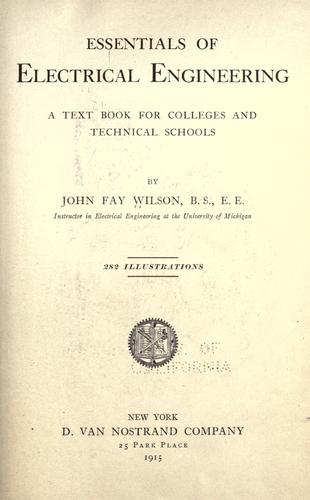 ESSENTIALS OF
ELECTRICAL ENGINEERING
A TEXT BOOK FOR COLLEGES AND
TECHNICAL SCHOOLS
BY
JOHN FAY WILSON, B. S., E. E.
Instructor in Electrical Engineering at the University of Michigan
282 ILLUSTRATIONS
OF
CALIFORNIA
NEW YORK
D. VAN NOSTRAND COMPANY
25 PARK PLACE
1915